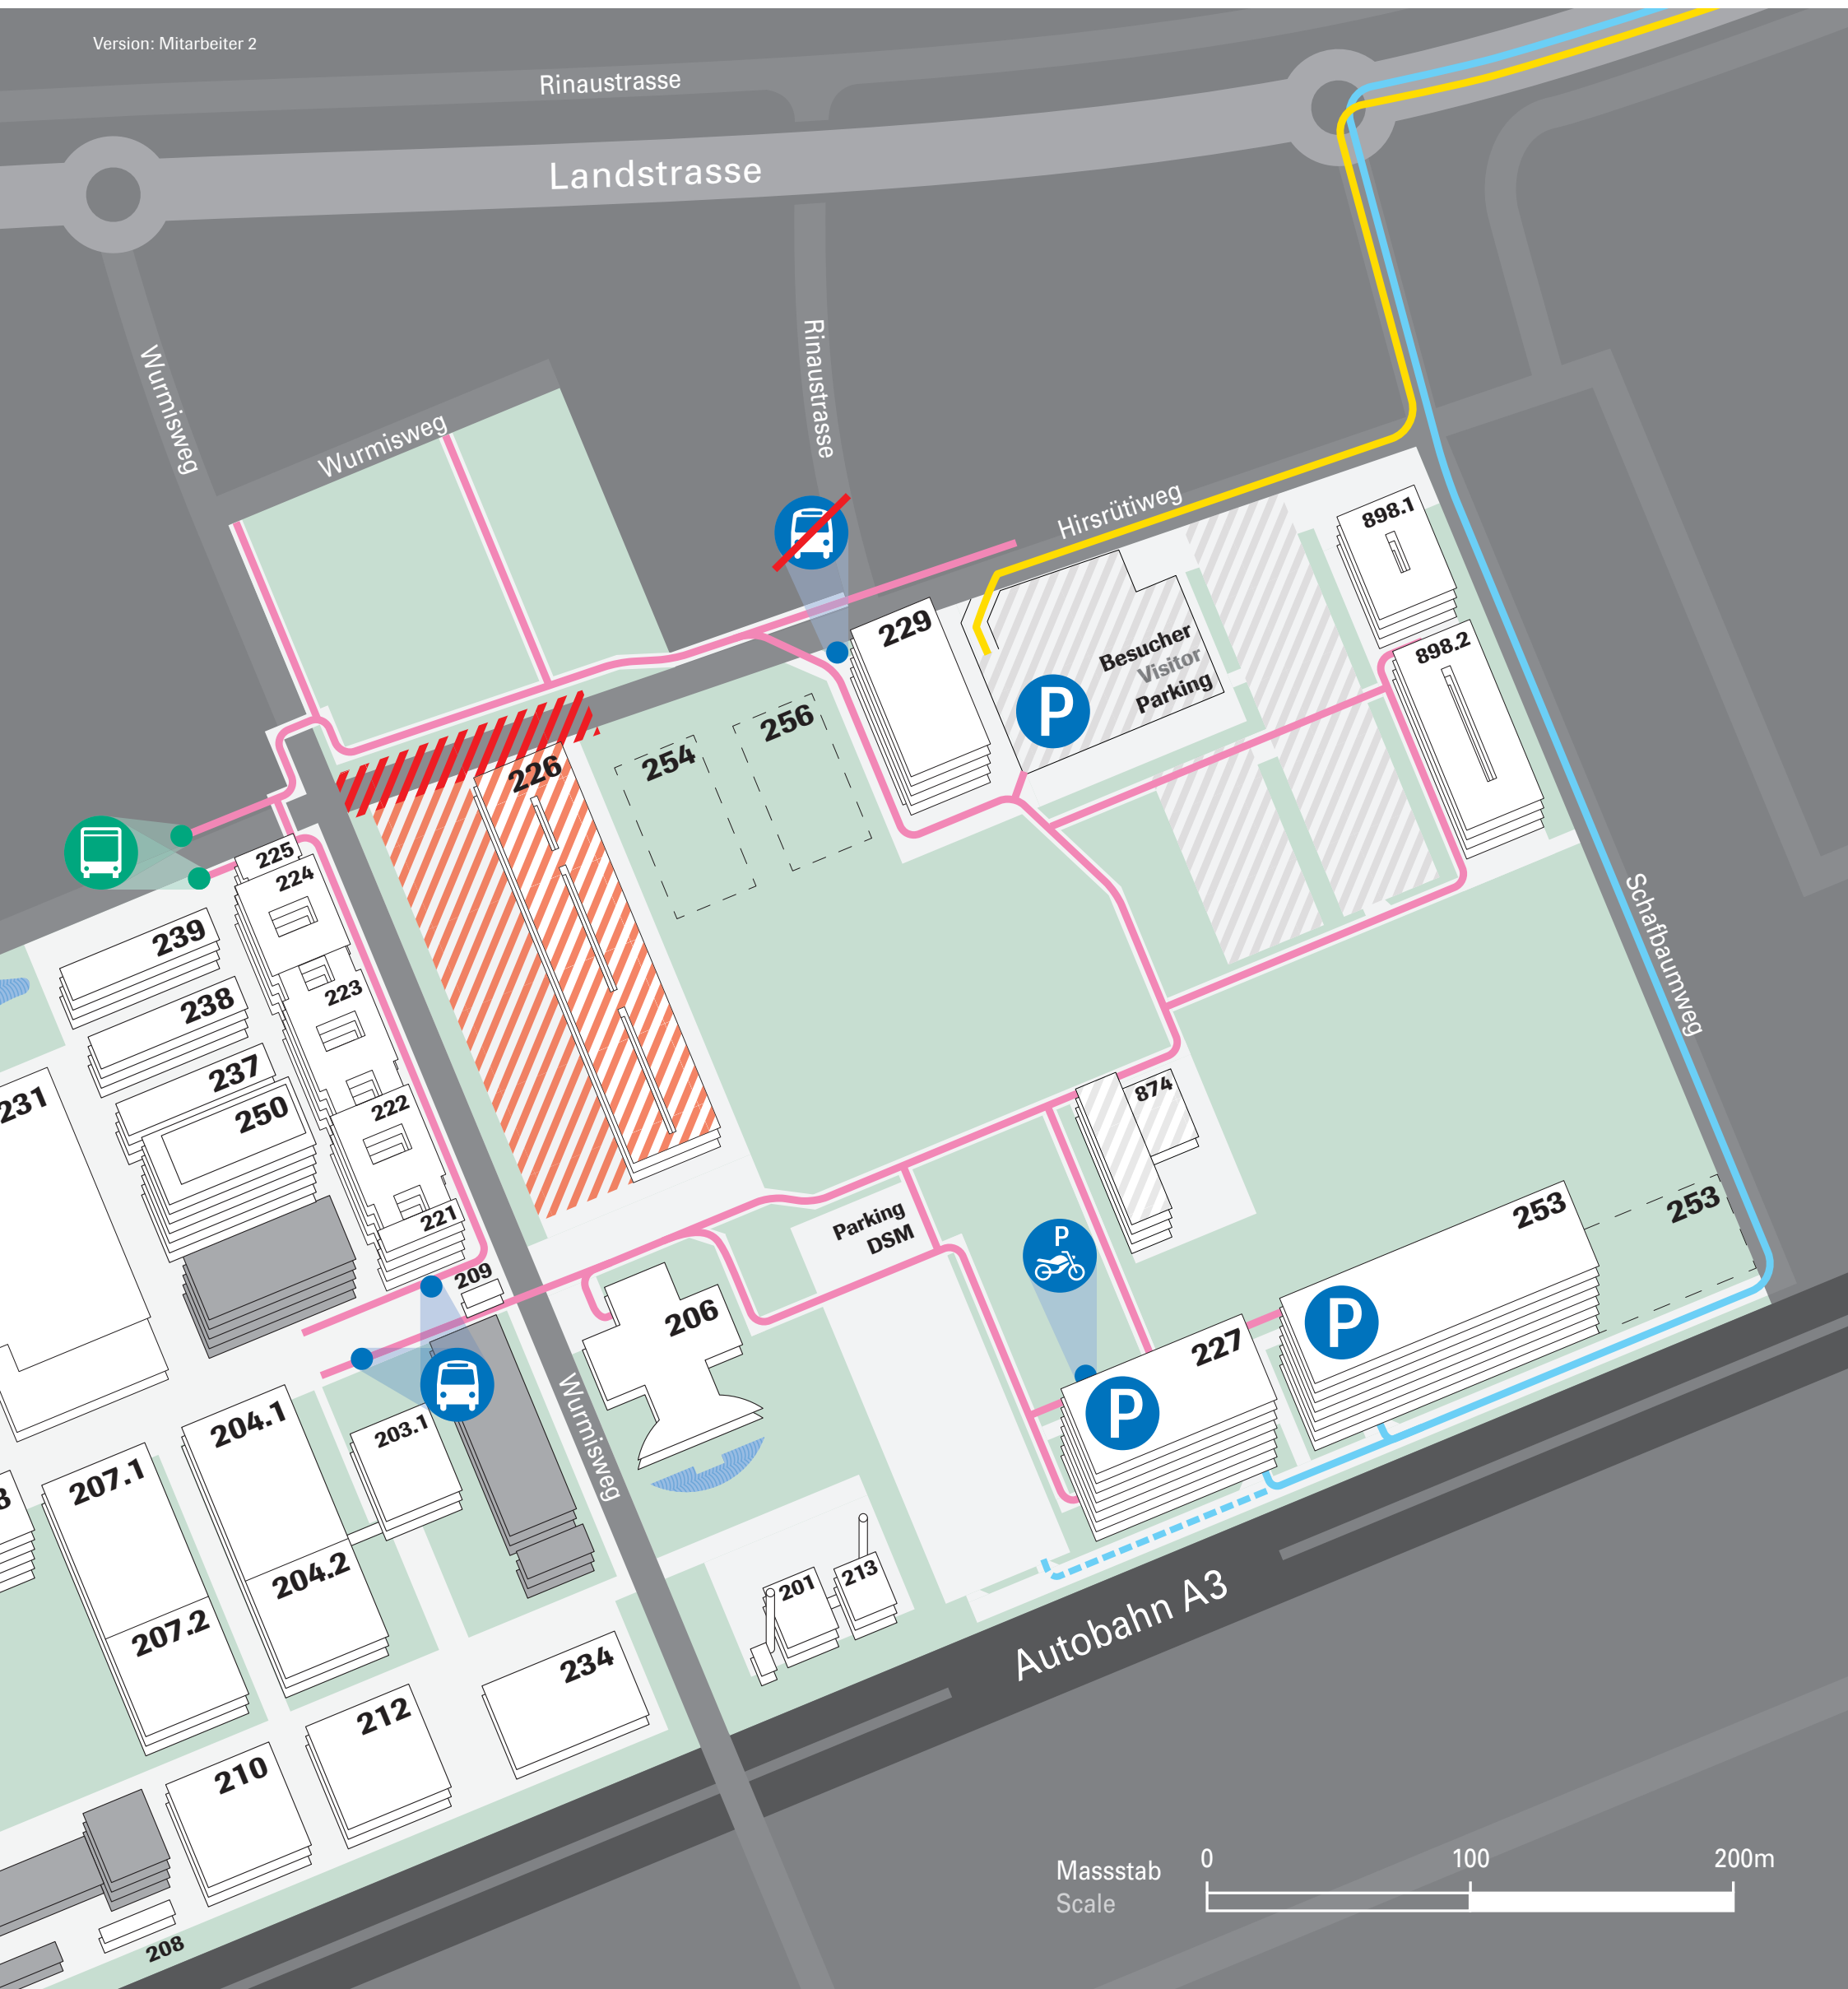 Version: Mitarbeiter 2
Rinaustrasse
Landstrasse
Wurmisweg
Wurmisweg
Rinaustrasse
Hirsrütiweg
898.1
229
898.2
Besucher
Visitor
Parking
P
256
254
226
225
224
239
238
223
237
250
222
231
221
209
Schafbaumweg
874
Parking
DSM
253
253
P
P
206
227
P
Wurmisweg
204.1
203.1
207.1
3
204.2
207.2
201
213
234
212
210
208
Autobahn A3
Massstab
Scale
0
100
200m